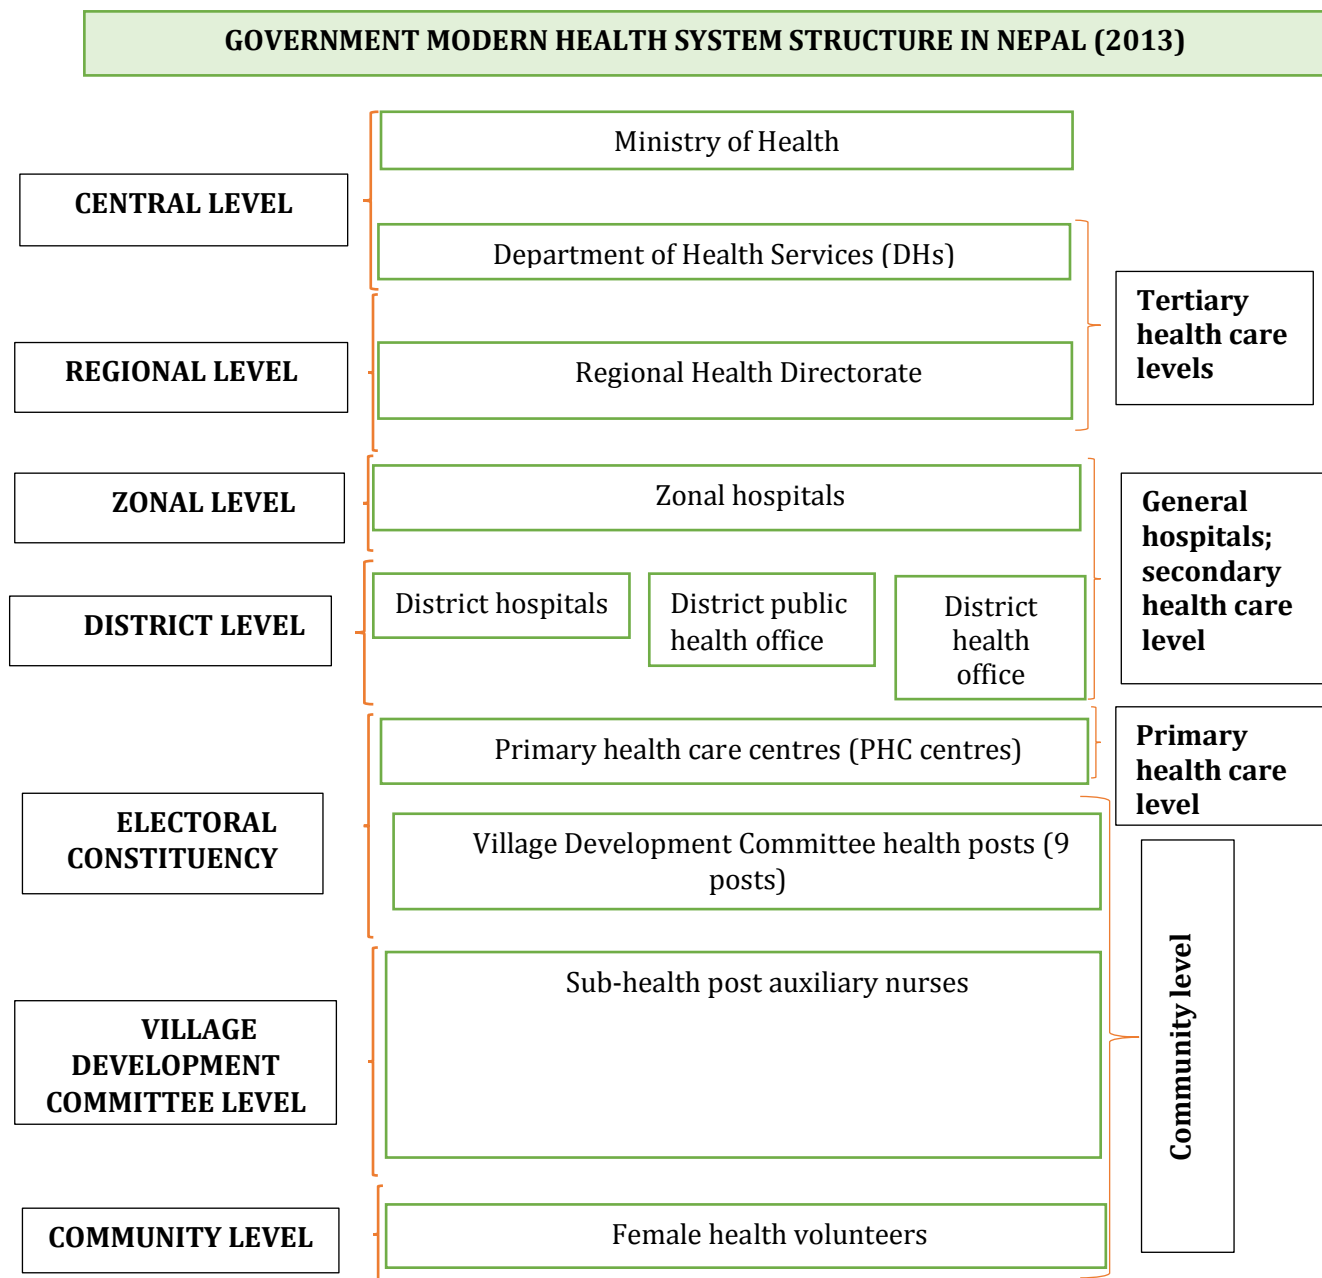 GOVERNMENT MODERN HEALTH SYSTEM STRUCTURE IN NEPAL (2013)
CENTRAL LEVEL
Ministry of Health
Department of Health Services (DHs)
Tertiary
health care
levels
REGIONAL LEVEL
Regional Health Directorate
ZONAL LEVEL
Zonal hospitals
General
hospitals;
secondary
health care
level
DISTRICT LEVEL
District hospitals
District public
health office
District
health
office
Primary health care centres (PHC centres)
Primary
health care
level
ELECTORAL
CONSTITUENCY
Village Development Committee health posts (9
posts)
VILLAGE
DEVELOPMENT
COMMITTEE LEVEL
Sub-health post auxiliary nurses
Community level
COMMUNITY LEVEL
Female health volunteers